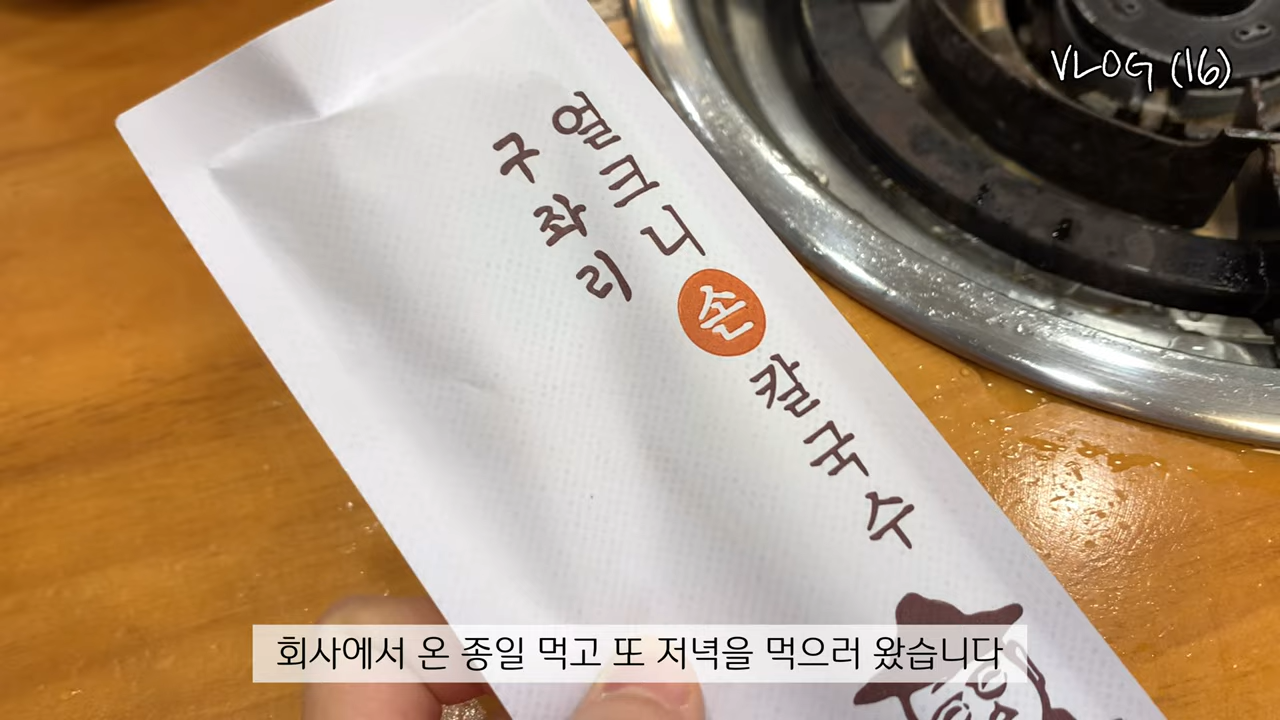 VLOG (16)
구좌리
얼크니 손 칼국수
회사에서 온 종일 먹고 또 저녁을 먹으러 왔습니다